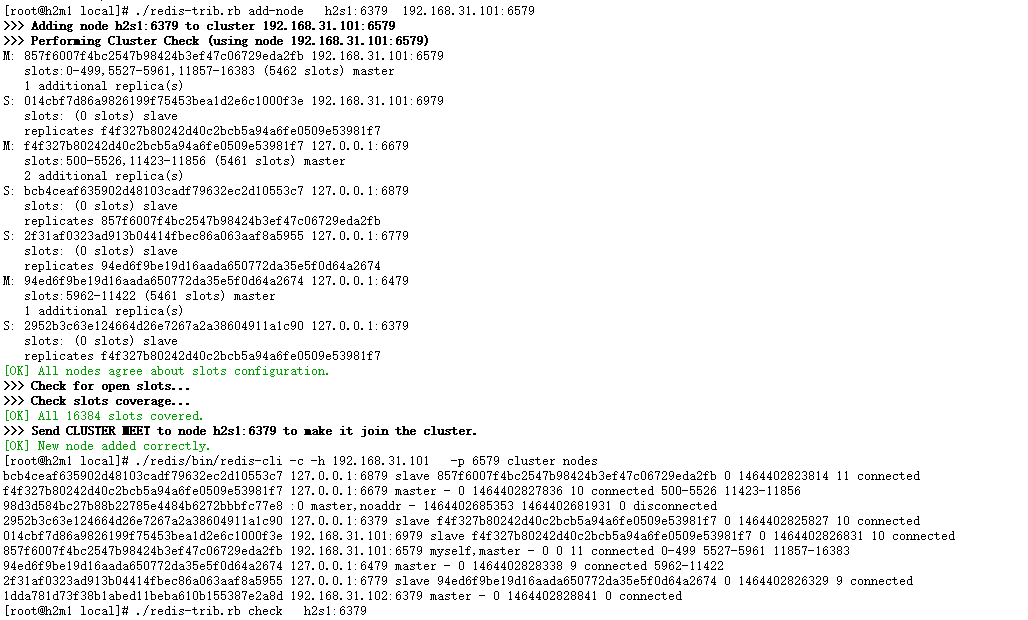 [root@h2m1 local]# ./redis-trib.rb add-node   h2s1:6379  192.168.31.101:6579
>>> Adding node h2s1:6379 to cluster 192.168.31.101:6579
>>> Performing Cluster Check (using node 192.168.31.101:6579)
M: 857f6007f4bc2547b98424b3ef47c06729eda2fb 192.168.31.101:6579
   slots:0-499,5527-5961,11857-16383 (5462 slots) master
   1 additional replica(s)
S: 014cbf7d86a9826199f75453bea1d2e6c1000f3e 192.168.31.101:6979
   slots: (0 slots) slave
   replicates f4f327b80242d40c2bcb5a94a6fe0509e53981f7
M: f4f327b80242d40c2bcb5a94a6fe0509e53981f7 127.0.0.1:6679
   slots:500-5526,11423-11856 (5461 slots) master
   2 additional replica(s)
S: bcb4ceaf635902d48103cadf79632ec2d10553c7 127.0.0.1:6879
   slots: (0 slots) slave
   replicates 857f6007f4bc2547b98424b3ef47c06729eda2fb
S: 2f31af0323ad913b04414fbec86a063aaf8a5955 127.0.0.1:6779
   slots: (0 slots) slave
   replicates 94ed6f9be19d16aada650772da35e5f0d64a2674
M: 94ed6f9be19d16aada650772da35e5f0d64a2674 127.0.0.1:6479
   slots:5962-11422 (5461 slots) master
   1 additional replica(s)
S: 2952b3c63e124664d26e7267a2a38604911a1c90 127.0.0.1:6379
   slots: (0 slots) slave
   replicates f4f327b80242d40c2bcb5a94a6fe0509e53981f7
[OK] All nodes agree about slots configuration.
>>> Check for open slots...
>>> Check slots coverage...
[OK] All 16384 slots covered.
>>> Send CLUSTER MEET to node h2s1:6379 to make it join the cluster.
[OK] New node added correctly.
[root@h2m1 local]# ./redis/bin/redis-cli -c -h 192.168.31.101   -p 6579 cluster nodes
bcb4ceaf635902d48103cadf79632ec2d10553c7 127.0.0.1:6879 slave 857f6007f4bc2547b98424b3ef47c06729eda2fb 0 1464402823814 11 connected
f4f327b80242d40c2bcb5a94a6fe0509e53981f7 127.0.0.1:6679 master - 0 1464402827836 10 connected 500-5526 11423-11856
98d3d584bc27b88b22785e4484b6272bbbfc77e8 :0 master,noaddr - 1464402685353 1464402681931 0 disconnected
2952b3c63e124664d26e7267a2a38604911a1c90 127.0.0.1:6379 slave f4f327b80242d40c2bcb5a94a6fe0509e53981f7 0 1464402825827 10 connected
014cbf7d86a9826199f75453bea1d2e6c1000f3e 192.168.31.101:6979 slave f4f327b80242d40c2bcb5a94a6fe0509e53981f7 0 1464402826831 10 connected
857f6007f4bc2547b98424b3ef47c06729eda2fb 192.168.31.101:6579 myself,master - 0 0 11 connected 0-499 5527-5961 11857-16383
94ed6f9be19d16aada650772da35e5f0d64a2674 127.0.0.1:6479 master - 0 1464402828338 9 connected 5962-11422
2f31af0323ad913b04414fbec86a063aaf8a5955 127.0.0.1:6779 slave 94ed6f9be19d16aada650772da35e5f0d64a2674 0 1464402826329 9 connected
1dda781d73f38b1abed11beba610b155387e2a8d 192.168.31.102:6379 master - 0 1464402828841 0 connected
[root@h2m1 local]# ./redis-trib.rb check   h2s1:6379